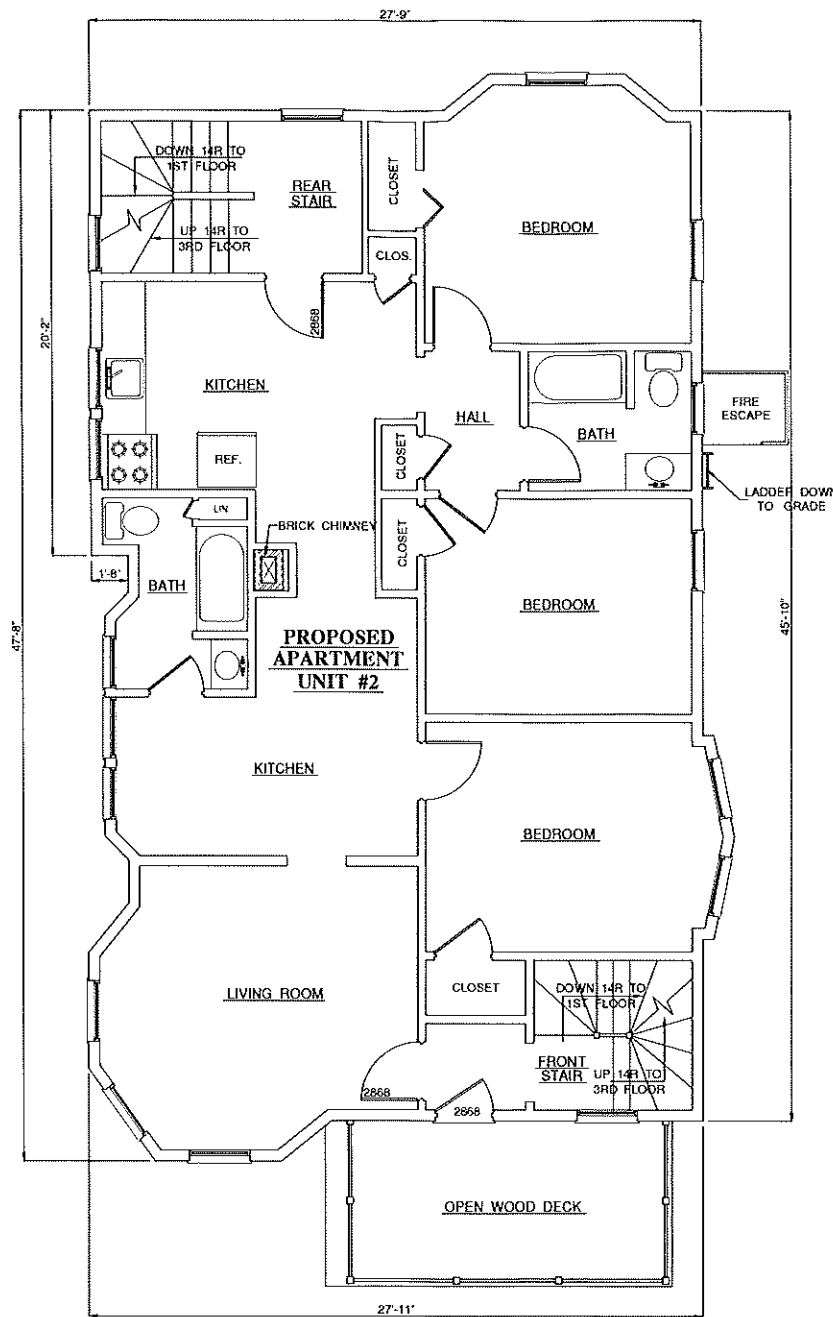 27'-9"
DOWN 14R TO
1ST FLOOR
REAR
STAIR
UP 14R TO
3RD FLOOR
CLOSET
CLOS.
BEDROOM
2868
20'-2"
KITCHEN
HALL
BATH
FIRE
ESCAPE
REF.
CLOSET
LADDER DOWN
TO GRADE
LIN
BRICK CHIMNEY
CLOSET
1'-8"
BATH
BEDROOM
47'-8"
45'-10"
PROPOSED
APARTMENT
UNIT #2
KITCHEN
BEDROOM
LIVING ROOM
CLOSET
DOWN 14R TO
1ST FLOOR
FRONT
STAIR
UP 14R TO
3RD FLOOR
2868
2868
OPEN WOOD DECK
27'-11"